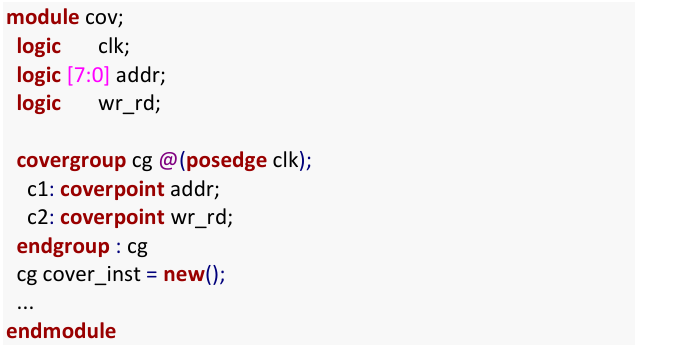 module cov;
logic clk;
logic [7:0] addr;
logic wr_rd;
covergroup cg @(posedge clk);
c1: coverpoint addr;
c2: coverpoint wr_rd;
endgroup : cg
cg cover_inst = new();
...
endmodule